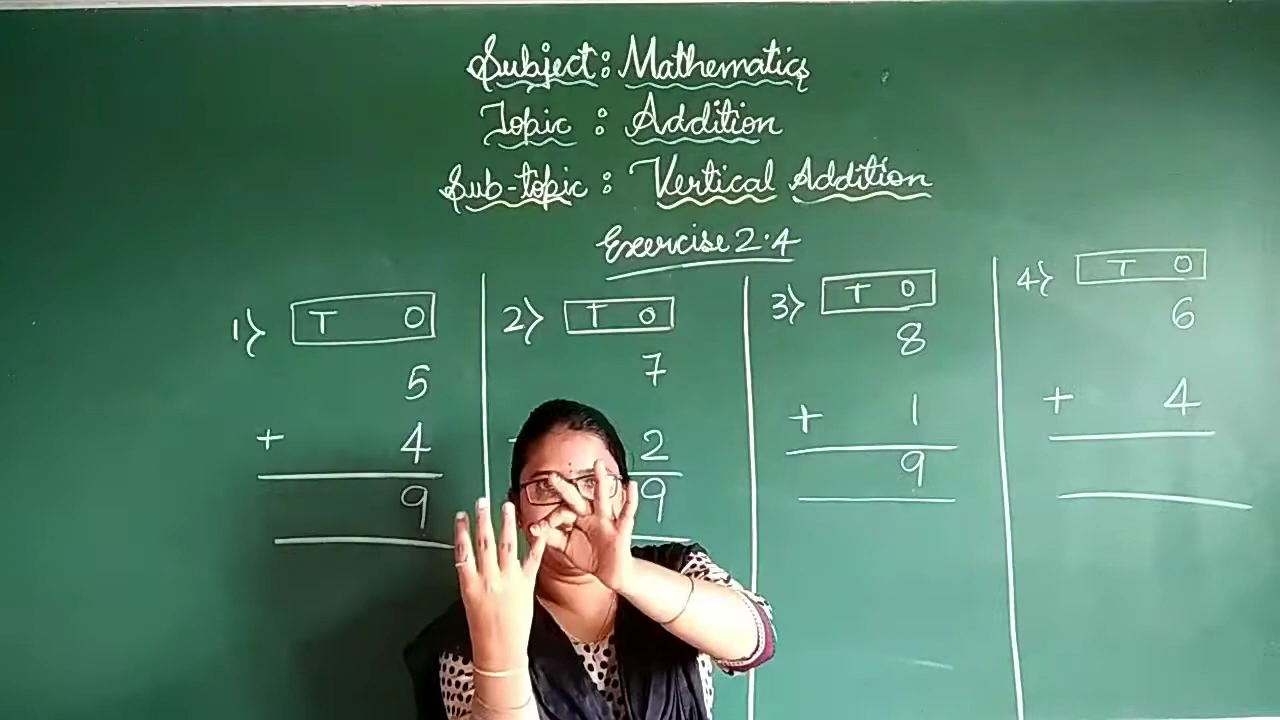 Subject: Mathematics
Topic : Addition
Sub-topic : Vertical Addition
Exercise 2.4
1) T O
5
+ 4
9
2) T O
7
2
9
3) T O
8
+ 1
9
4) T O
6
+ 4